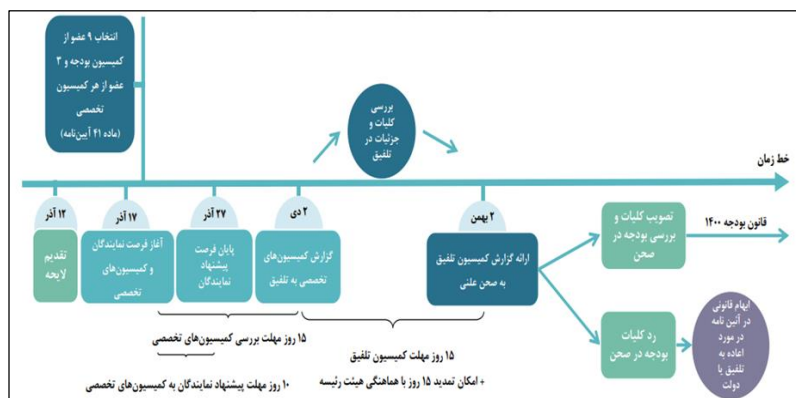 انتخاب ۹ عضو از
کمیسیون بودجه و ۳
عضو از هر کمیسیون
تخصصی
(ماده ۴۱ آیین‌نامه)
بررسی
کلیات و
جزئیات در
تلفیق
خط زمان
۱۲ آذر
۱۷ آذر
۲۷ آذر
۲ دی
۲ بهمن
تقدیم
لایحه
آغاز فرصت نمایندگان
و کمیسیون‌های
تخصصی
پایان فرصت
پیشنهاد
نمایندگان
گزارش کمیسیون‌های
تخصصی به تلفیق
ارائه گزارش کمیسیون تلفیق
به صحن علنی
تصویب کلیات و
بررسی بودجه در
صحن
قانون بودجه ۱۴۰۰
رد کلیات
بودجه در صحن
ابهام قانونی
در آئین نامه
در مورد
اعاده به
تلفیق یا
دولت
۱۵ روز مهلت بررسی کمیسیون‌های تخصصی
۱۰ روز مهلت پیشنهاد نمایندگان به کمیسیون‌های تخصصی
۱۵ روز مهلت کمیسیون تلفیق
+ امکان تمدید ۱۵ روز با هماهنگی هیئت رئیسه